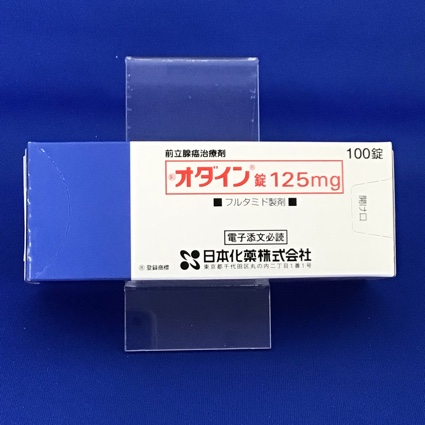 前立腺癌治療剤
100錠
®オダイン®錠125mg
■フルタミド製剤■
開け口
電子添文必読
日本化薬株式会社
®登録商標
東京都千代田区丸の内二丁目1番1号